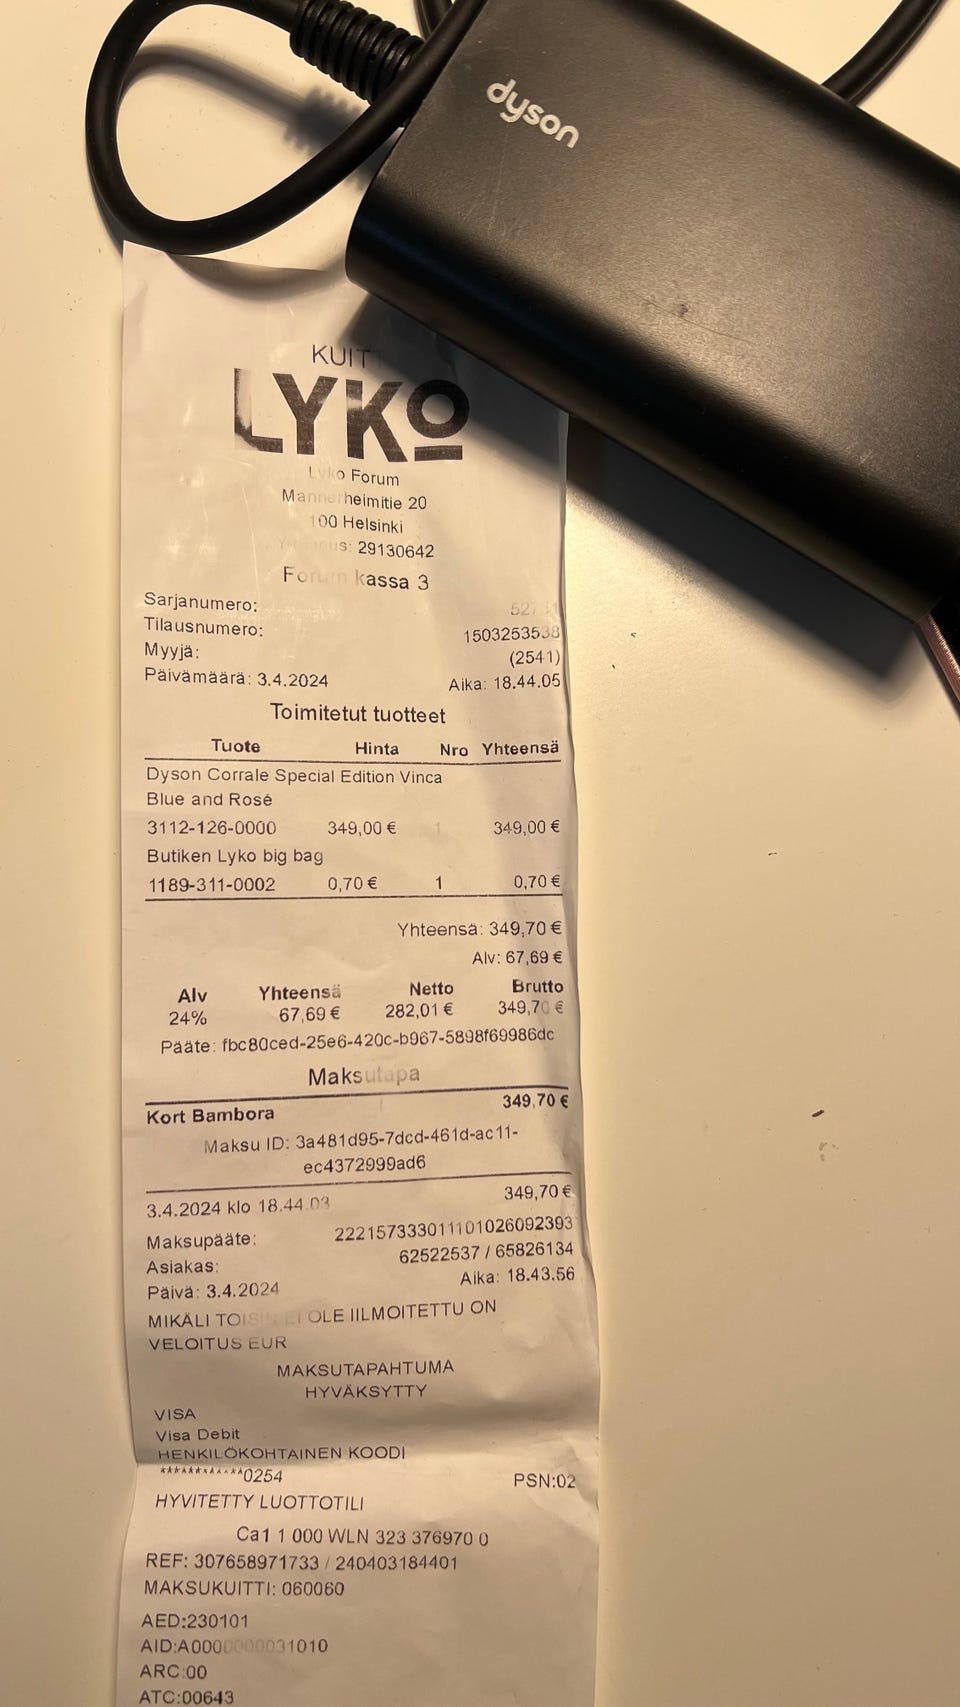 dyson
KUIT
LYKO
Lyko Forum
Mannerheimitie 20
100 Helsinki
29130642
Forum kassa 3
Sarjanumero:
Tilausnumero: 1503253538
Myyjä: (2541)
Päivämäärä: 3.4.2024 Aika: 18.44.05
Toimitetut tuotteet
Tuote Hinta Nro Yhteensä
Dyson Corrale Special Edition Vinca
Blue and Rosé
3112-126-0000 349,00 € 1 349,00 €
Butiken Lyko big bag
1189-311-0002 0,70 € 1 0,70 €
Yhteensä: 349,70 €
Alv: 67,69 €
Alv Yhteensä Netto Brutto
24% 67,69 € 282,01 € 349,70 €
Pääte: fbc80ced-25e6-420c-b967-5898f69986dc
Maksutapa
Kort Bambora 349,70 €
Maksu ID: 3a481d95-7dcd-461d-ac11-
ec4372999ad6
349,70 €
3.4.2024 klo 18.44.03
Maksupääte: 2221573330111010260923​93
Asiakas: 62522537 / 65826134
Päivä: 3.4.2024 Aika: 18.43.56
MIKÄLI TOISIN EI OLE IILMOITETTU ON
VELOITUS EUR
MAKSUTAPAHTUMA
HYVÄKSYTTY
VISA
Visa Debit
HENKILÖKOHTAINEN KOODI
************0254 PSN:02
HYVITETTY LUOTTOTILI
Ca1 1 000 WLN 323 376970 0
REF: 307658971733 / 240403184401
MAKSUKUITTI: 060060
AED:230101
AID:A0000000031010
ARC:00
ATC:00643